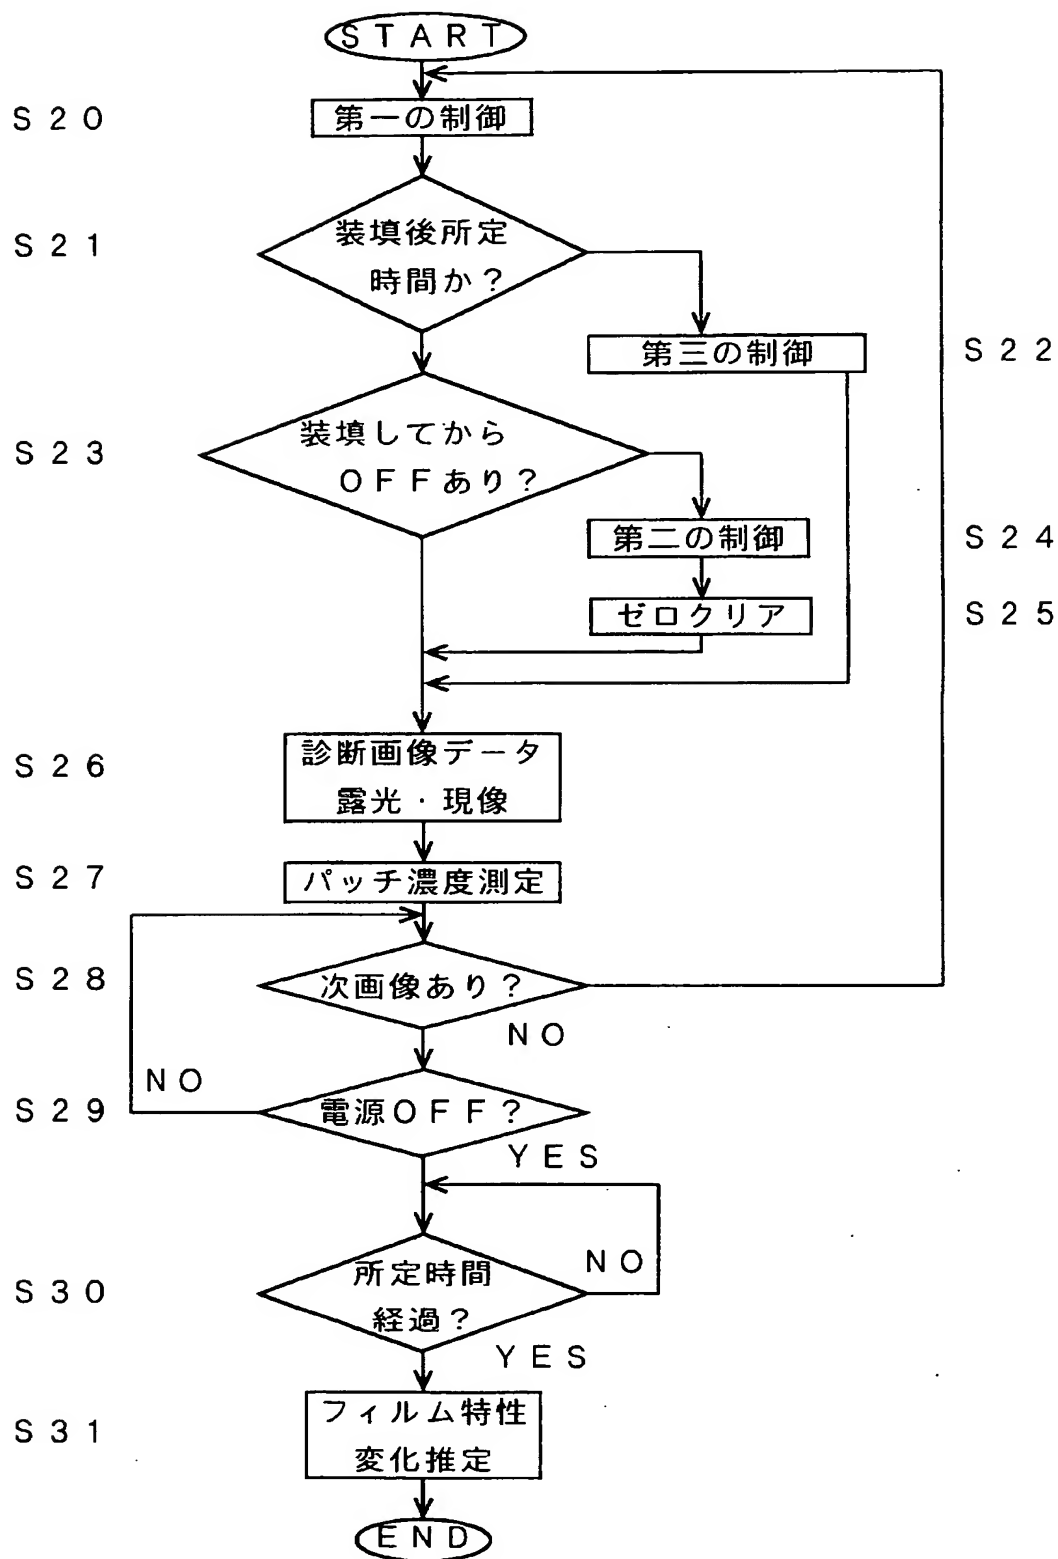 START
S20
第一の制御
S21
装填後所定
時間か?
第三の制御
S22
S23
装填してから
OFFあり?
第二の制御
S24
ゼロクリア
S25
S26
診断画像データ
露光・現像
S27
パッチ濃度測定
S28
次画像あり?
NO
NO
S29
電源OFF?
YES
NO
S30
所定時間
経過?
YES
S31
フィルム特性
変化推定
END